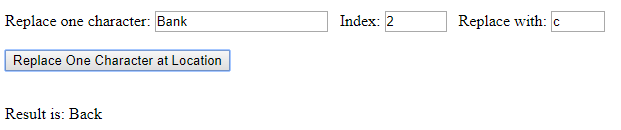 Replace one character: Bank Index: 2 Replace with: c
Replace One Character at Location
Result is: Back